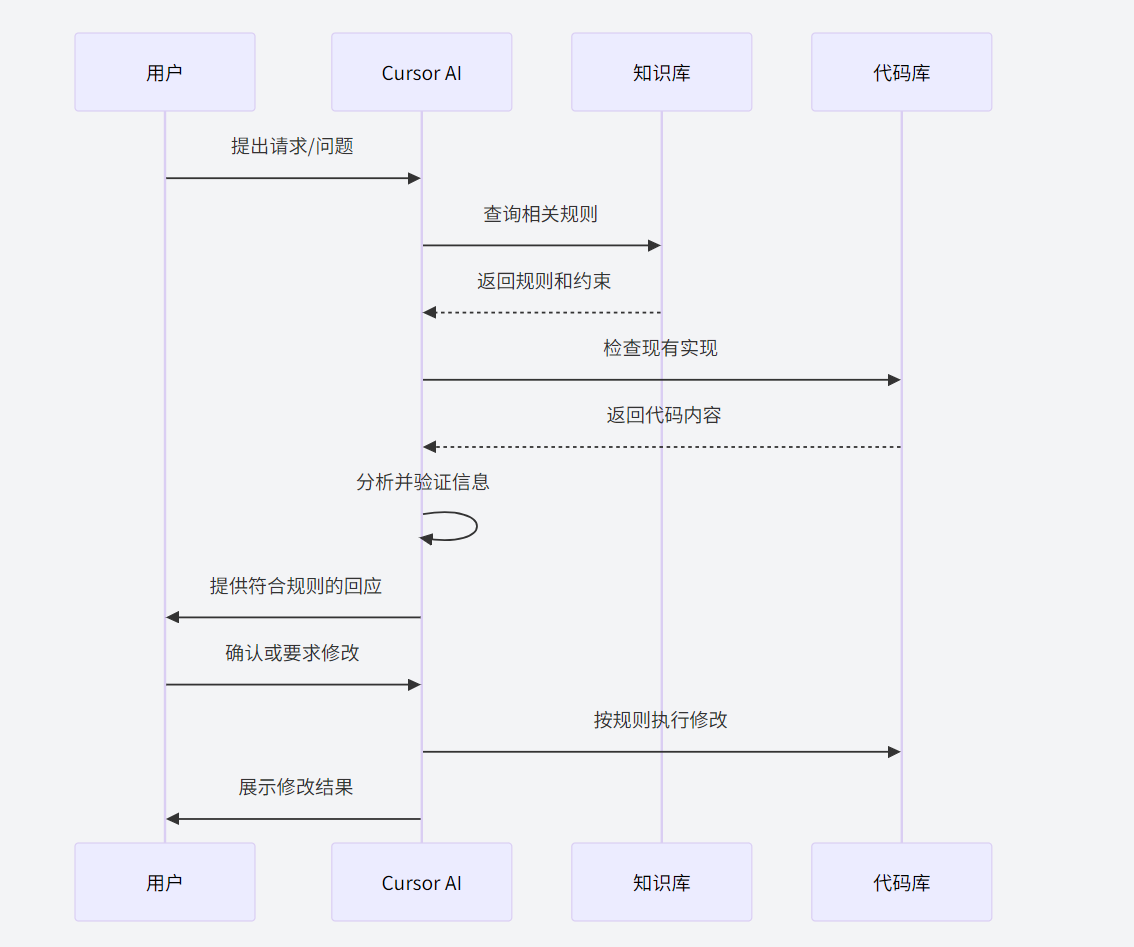 用户
Cursor AI
知识库
代码库
提出请求/问题
查询相关规则
返回规则和约束
检查现有实现
返回代码内容
分析并验证信息
提供符合规则的回应
确认或要求修改
按规则执行修改
展示修改结果
用户
Cursor AI
知识库
代码库